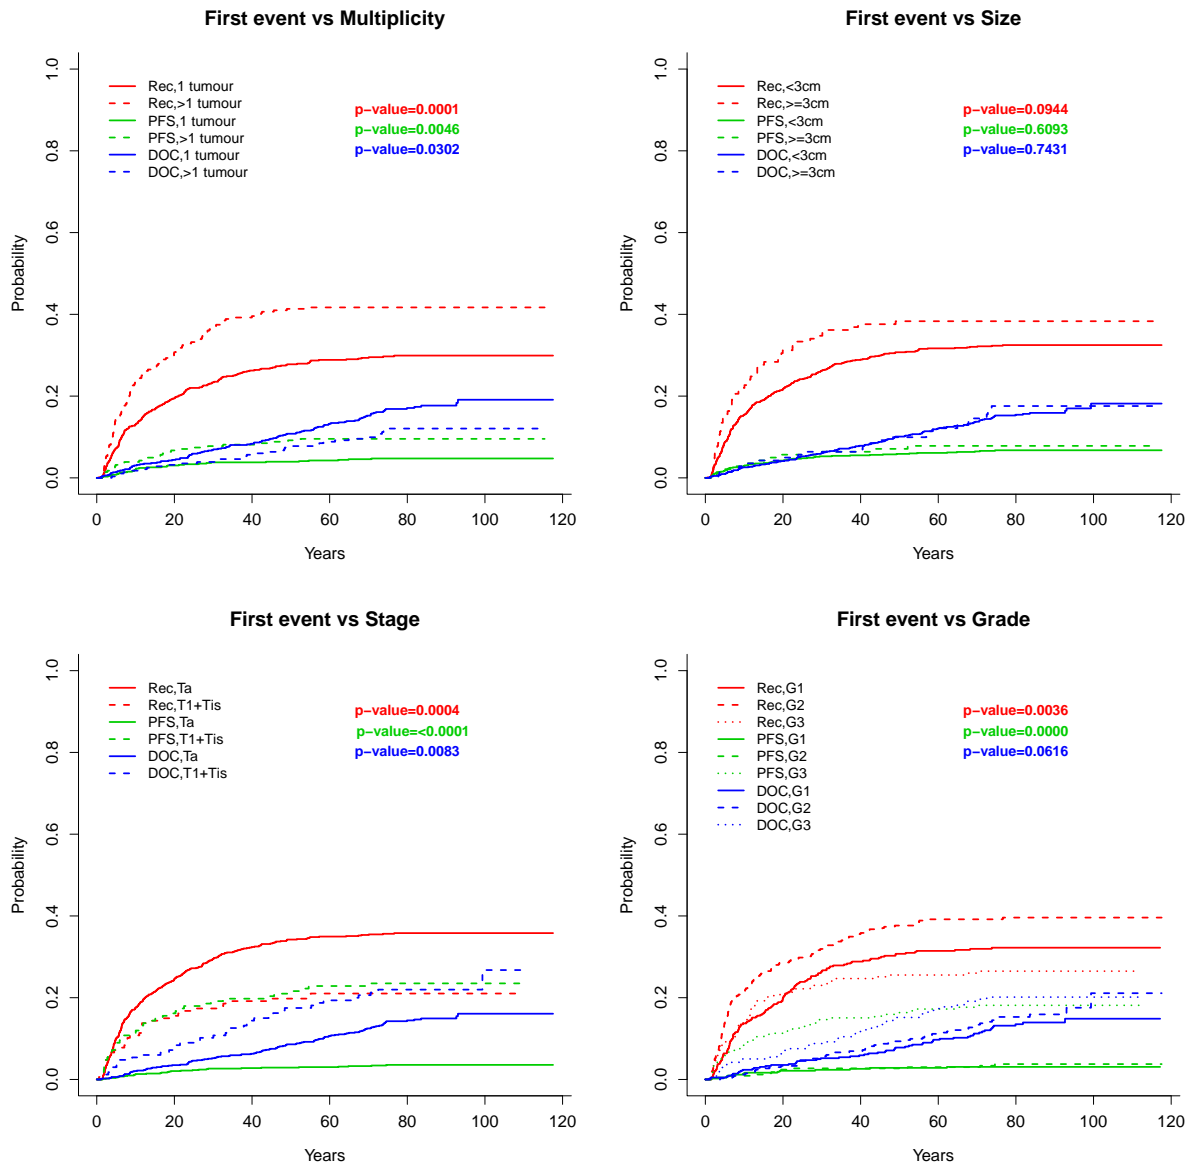 First event vs Multiplicity
1.0
0.8
0.6
0.4
0.2
0.0
Probability
Rec,1 tumour
Rec,>1 tumour
PFS,1 tumour
PFS,>1 tumour
DOC,1 tumour
DOC,>1 tumour
p−value=0.0001
p−value=0.0046
p−value=0.0302
0 20 40 60 80 100 120
Years
First event vs Size
1.0
0.8
0.6
0.4
0.2
0.0
Probability
Rec,<3cm
Rec,>=3cm
PFS,<3cm
PFS,>=3cm
DOC,<3cm
DOC,>=3cm
p−value=0.0944
p−value=0.6093
p−value=0.7431
0 20 40 60 80 100 120
Years
First event vs Stage
1.0
0.8
0.6
0.4
0.2
0.0
Probability
Rec,Ta
Rec,T1+Tis
PFS,Ta
PFS,T1+Tis
DOC,Ta
DOC,T1+Tis
p−value=0.0004
p−value=<0.0001
p−value=0.0083
0 20 40 60 80 100 120
Years
First event vs Grade
1.0
0.8
0.6
0.4
0.2
0.0
Probability
Rec,G1
Rec,G2
Rec,G3
PFS,G1
PFS,G2
PFS,G3
DOC,G1
DOC,G2
DOC,G3
p−value=0.0036
p−value=0.0000
p−value=0.0616
0 20 40 60 80 100 120
Years